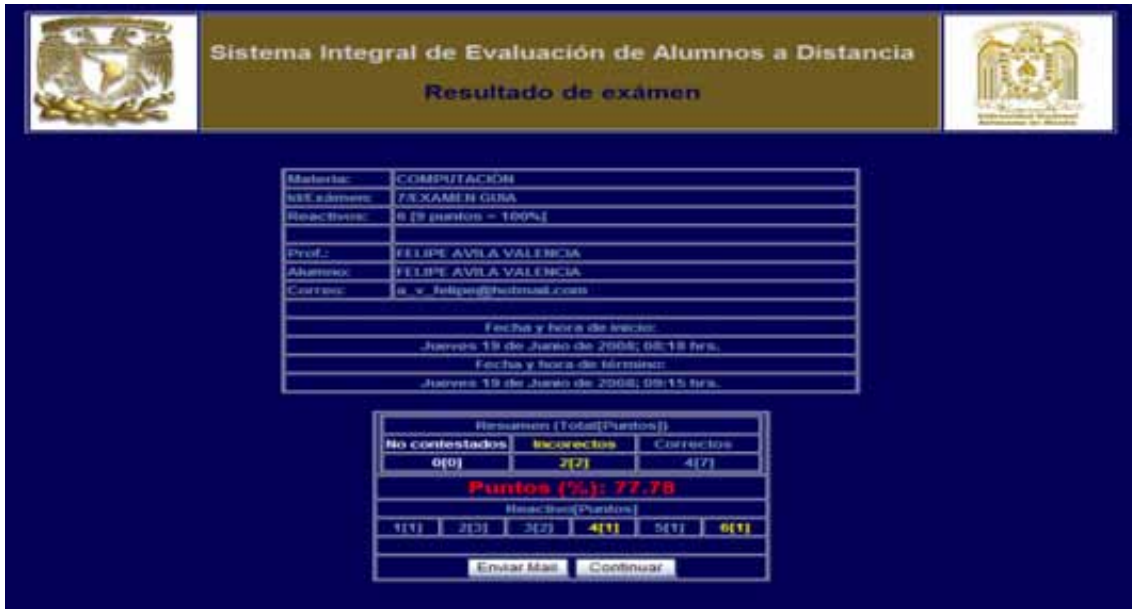 Sistema Integral de Evaluación de Alumnos a Distancia
Resultado de exámen
Materia: COMPUTACIÓN
Id/Exámen: 7/EXAMEN GUIA
Reactivos: 6 [9 puntos = 100%]
Prof.: FELIPE AVILA VALENCIA
Alumno: FELIPE AVILA VALENCIA
Correo: a_v_felipe@hotmail.com
Fecha y hora de inicio:
Jueves 19 de Junio de 2008; 08:18 hrs.
Fecha y hora de término:
Jueves 19 de Junio de 2008; 09:15 hrs.
Resumen (Total[Puntos])
No contestados Incorectos Correctos
0[0] 2[2] 4[7]
Puntos (%): 77.78
Reactivo[Puntos]
1[1] 2[3] 3[2] 4[1] 5[1] 6[1]
Enviar Mail Continuar